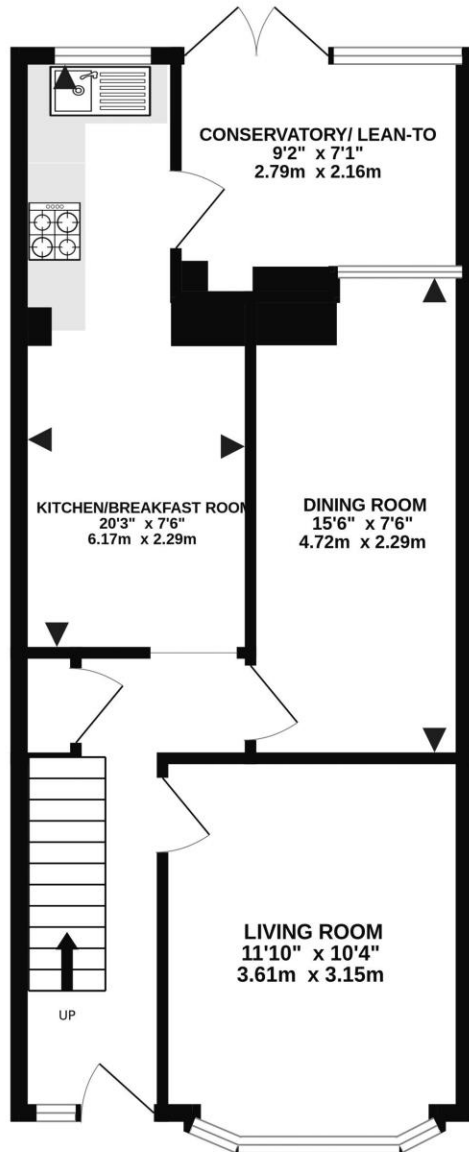 CONSERVATORY/ LEAN-TO
9'2" x 7'1"
2.79m x 2.16m
KITCHEN/BREAKFAST ROOM
20'3" x 7'6"
6.17m x 2.29m
DINING ROOM
15'6" x 7'6"
4.72m x 2.29m
LIVING ROOM
11'10" x 10'4"
3.61m x 3.15m
UP